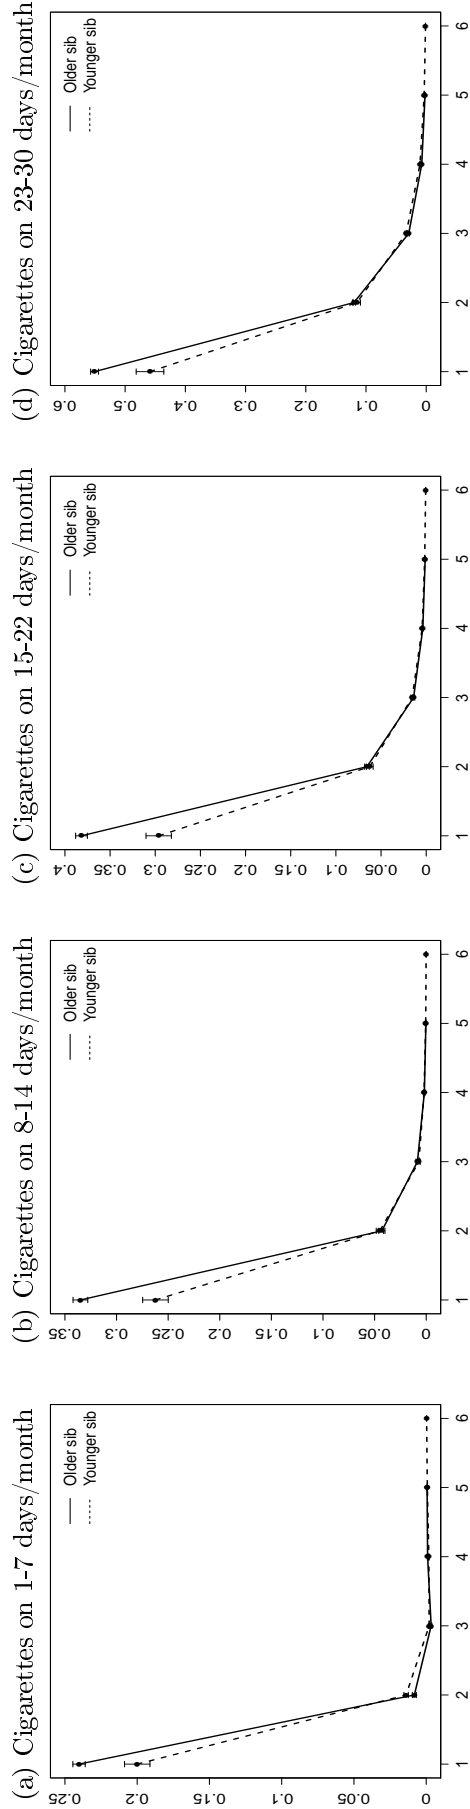 (a) Cigarettes on 1-7 days/month
0.25
0.2
0.15
0.1
0.05
0
1 2 3 4 5 6
Older sib
Younger sib
(b) Cigarettes on 8-14 days/month
0.35
0.3
0.25
0.2
0.15
0.1
0.05
0
1 2 3 4 5 6
Older sib
Younger sib
(c) Cigarettes on 15-22 days/month
0.4
0.35
0.3
0.25
0.2
0.15
0.1
0.05
0
1 2 3 4 5 6
Older sib
Younger sib
(d) Cigarettes on 23-30 days/month
0.6
0.5
0.4
0.3
0.2
0.1
0
1 2 3 4 5 6
Older sib
Younger sib